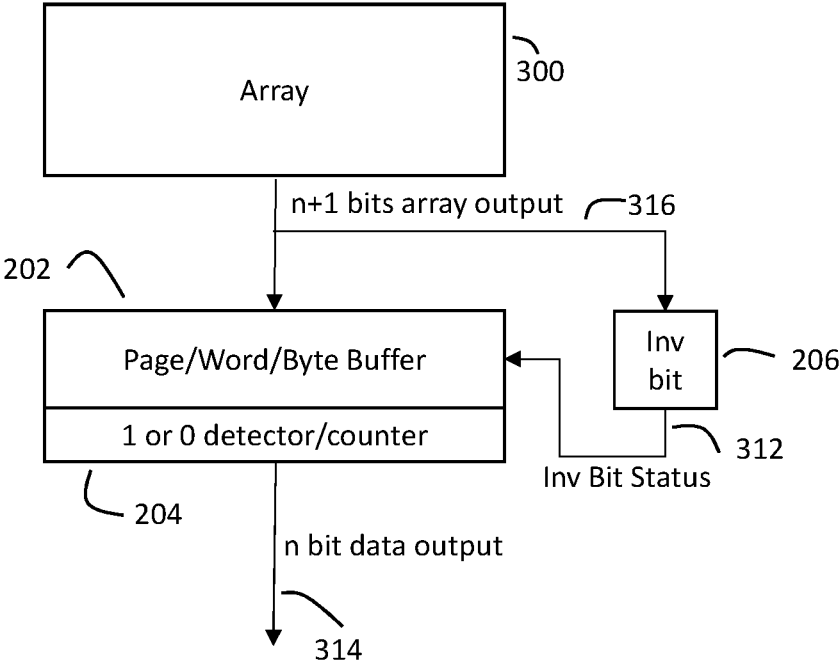 Array
300
n+1 bits array output
316
202
Page/Word/Byte Buffer
Inv
bit
206
1 or 0 detector/counter
312
Inv Bit Status
204
n bit data output
314